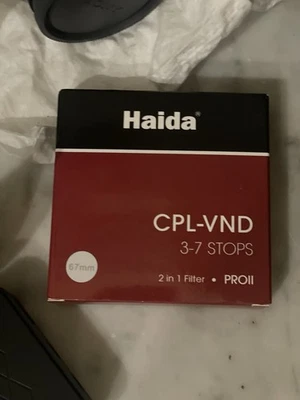 Haida®
CPL-VND
3-7 STOPS
67mm
2 in 1 Filter • PROII